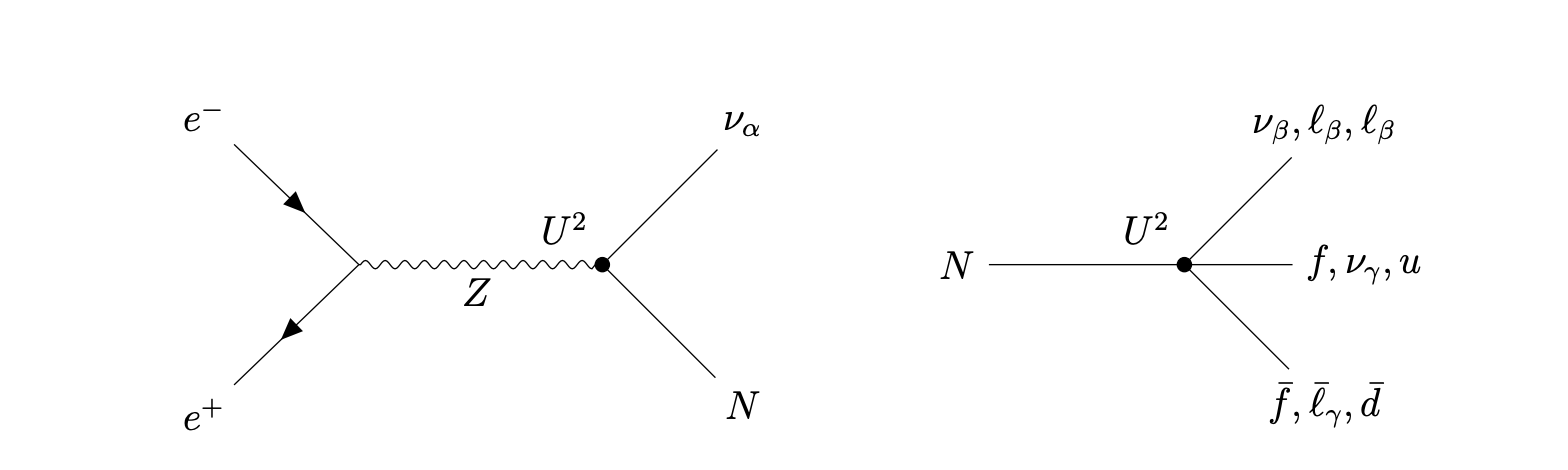 e⁻
ν_α
U²
Z
e⁺
N
ν_β, ℓ_β, ℓ_β
U²
N
f, ν_γ, u
f̄, ℓ̄_γ, d̄